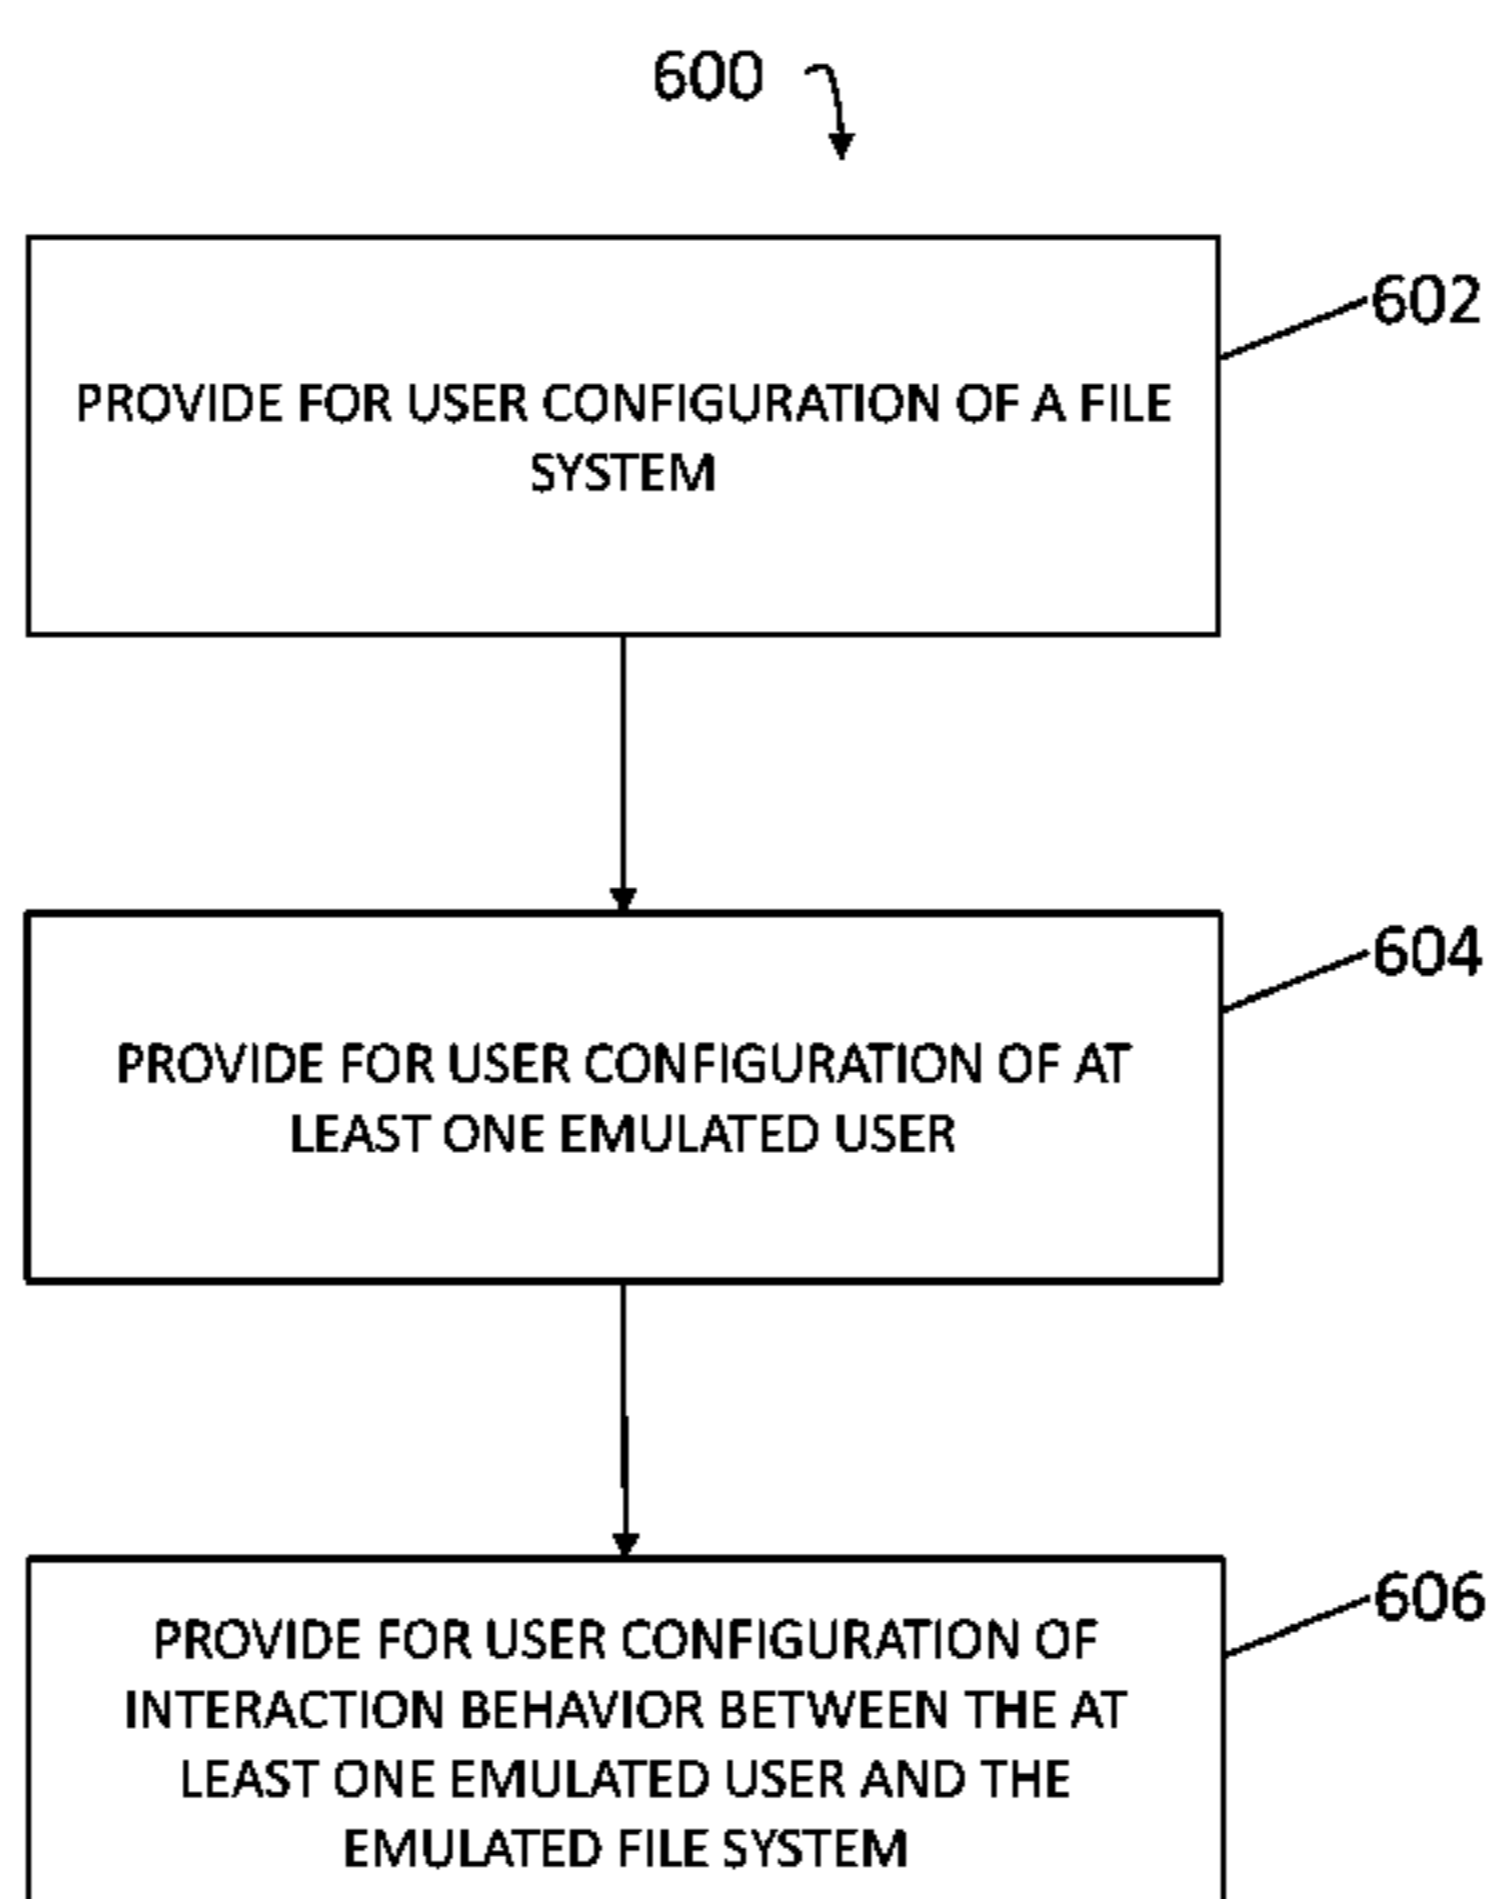 600
PROVIDE FOR USER CONFIGURATION OF A FILE
SYSTEM
602
PROVIDE FOR USER CONFIGURATION OF AT
LEAST ONE EMULATED USER
604
PROVIDE FOR USER CONFIGURATION OF
INTERACTION BEHAVIOR BETWEEN THE AT
LEAST ONE EMULATED USER AND THE
EMULATED FILE SYSTEM
606